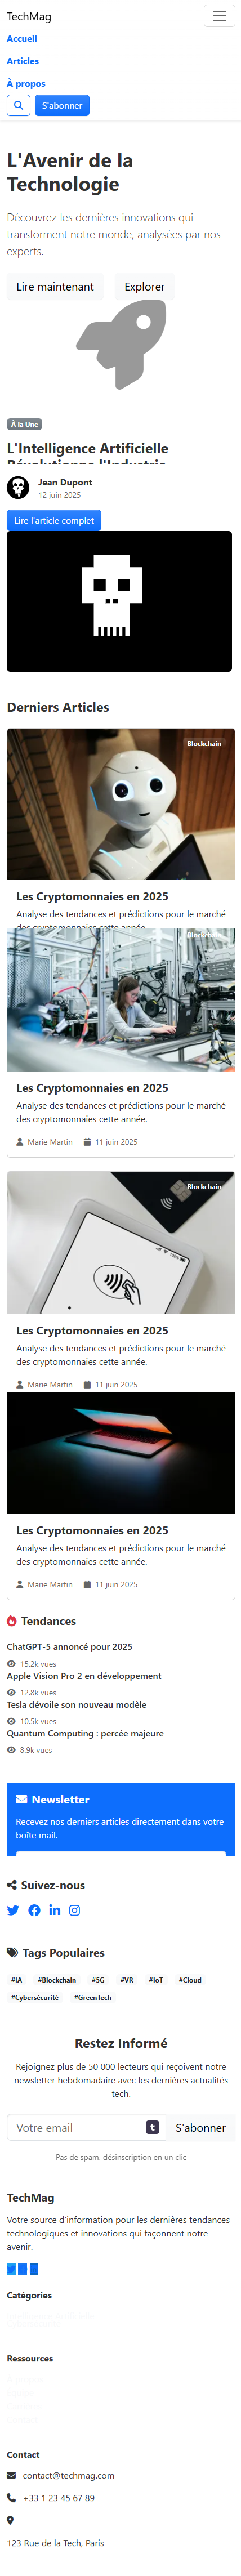 TechMag
Accueil
Articles
À propos
S'abonner
L'Avenir de la
Technologie
Découvrez les dernières innovations qui
transforment notre monde, analysées par nos
experts.
Lire maintenant
Explorer
À la Une
L'Intelligence Artificielle
Révolutionne l'Industrie
Jean Dupont
12 juin 2025
Lire l'article complet
Derniers Articles
Blockchain
Les Cryptomonnaies en 2025
Analyse des tendances et prédictions pour le marché
des cryptomonnaies cette année.
Blockchain
Les Cryptomonnaies en 2025
Analyse des tendances et prédictions pour le marché
des cryptomonnaies cette année.
Marie Martin 11 juin 2025
Blockchain
Les Cryptomonnaies en 2025
Analyse des tendances et prédictions pour le marché
des cryptomonnaies cette année.
Marie Martin 11 juin 2025
Les Cryptomonnaies en 2025
Analyse des tendances et prédictions pour le marché
des cryptomonnaies cette année.
Marie Martin 11 juin 2025
Tendances
ChatGPT-5 annoncé pour 2025
15.2k vues
Apple Vision Pro 2 en développement
12.8k vues
Tesla dévoile son nouveau modèle
10.5k vues
Quantum Computing : percée majeure
8.9k vues
Newsletter
Recevez nos derniers articles directement dans votre
boîte mail.
Suivez-nous
Tags Populaires
#IA #Blockchain #5G #VR #IoT #Cloud
#Cybersécurité #GreenTech
Restez Informé
Rejoignez plus de 50 000 lecteurs qui reçoivent notre
newsletter hebdomadaire avec les dernières actualités
tech.
Votre email
S'abonner
Pas de spam, désinscription en un clic
TechMag
Votre source d'information pour les dernières tendances
technologiques et innovations qui façonnent notre
avenir.
Catégories
Ressources
Contact
contact@techmag.com
+33 1 23 45 67 89
123 Rue de la Tech, Paris